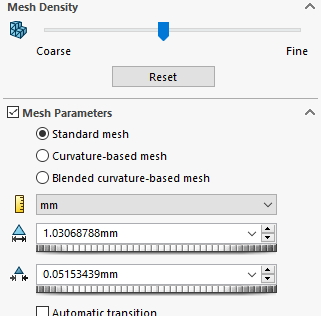 Mesh Density
Coarse Fine
Reset
Mesh Parameters
Standard mesh
Curvature-based mesh
Blended curvature-based mesh
mm
1.03068788mm
0.05153439mm
Automatic transition